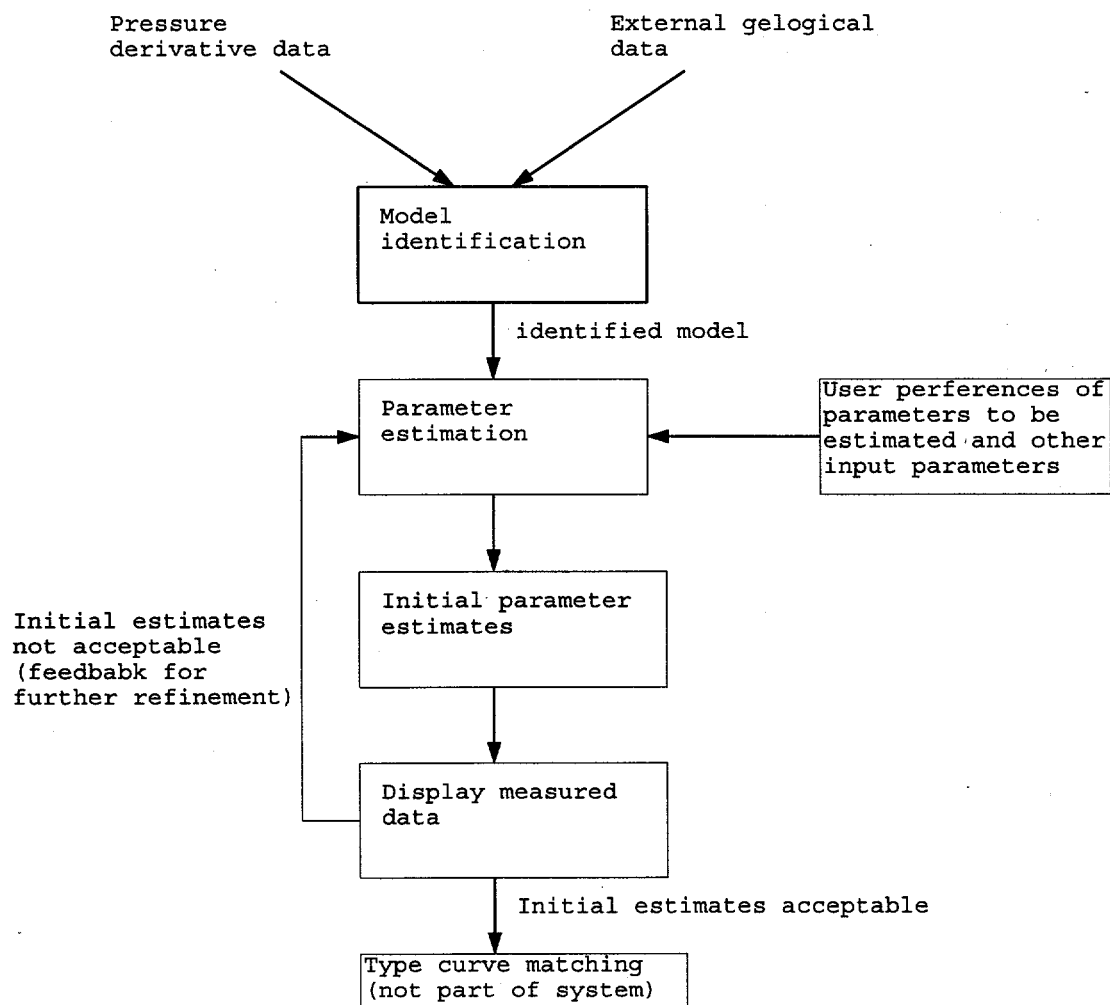 Pressure
derivative data
External gelogical
data
Model
identification
identified model
Parameter
estimation
User perferences of
parameters to be
estimated and other
input parameters
Initial parameter
estimates
Initial estimates
not acceptable
(feedbabk for
further refinement)
Display measured
data
Initial estimates acceptable
Type curve matching
(not part of system)